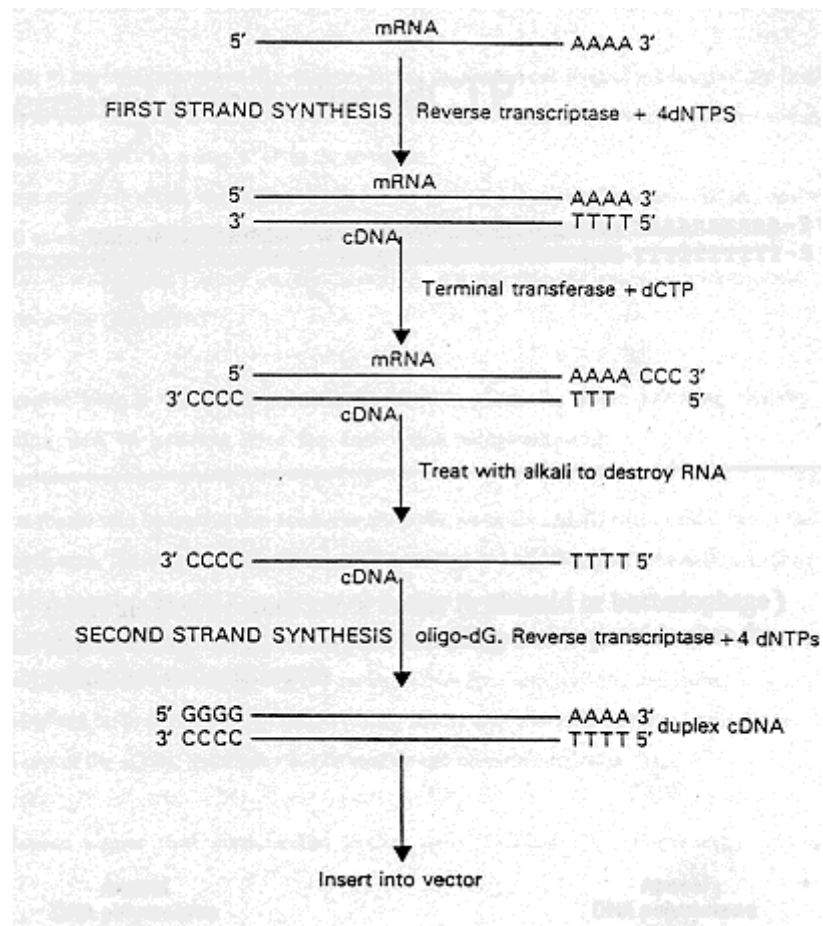 mRNA
5′ AAAA 3′
FIRST STRAND SYNTHESIS Reverse transcriptase + 4dNTPS
mRNA
5′ AAAA 3′
3′ TTTT 5′
cDNA
Terminal transferase + dCTP
mRNA
5′ AAAA CCC 3′
3′ CCCC TTT 5′
cDNA
Treat with alkali to destroy RNA
3′ CCCC TTTT 5′
cDNA
SECOND STRAND SYNTHESIS oligo-dG. Reverse transcriptase + 4 dNTPs
5′ GGGG AAAA 3′
duplex cDNA
3′ CCCC TTTT 5′
Insert into vector